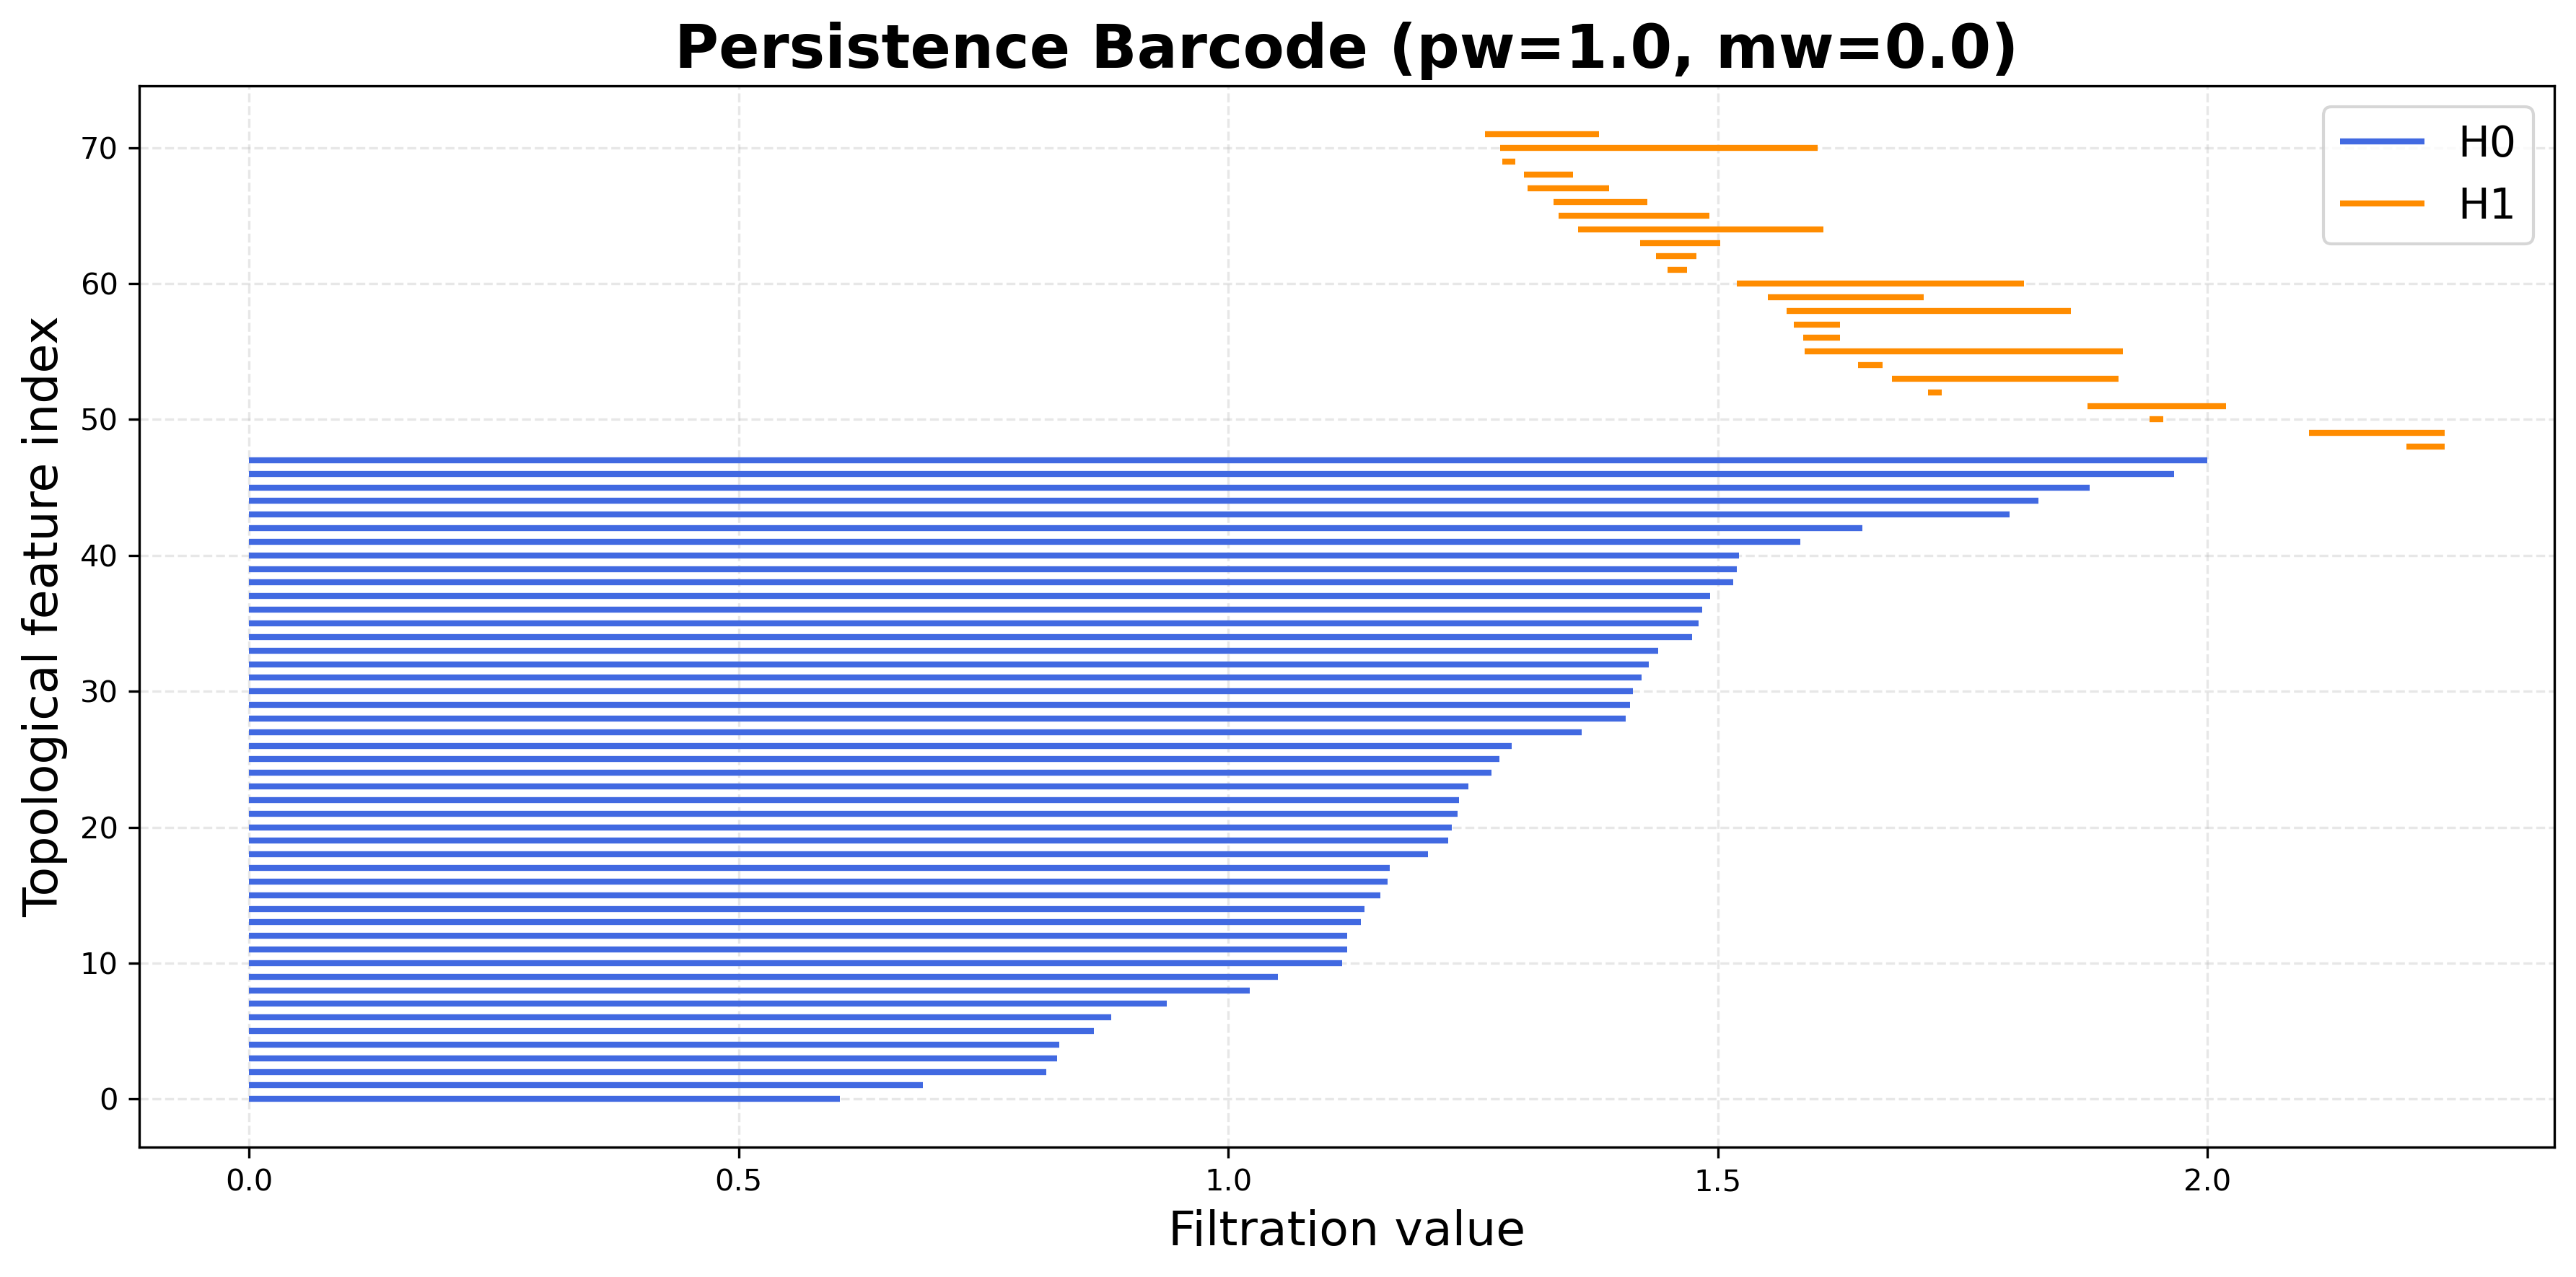 Persistence Barcode (pw=1.0, mw=0.0)
H0
H1
Topological feature index
70
60
50
40
30
20
10
0
0.0 0.5 1.0 1.5 2.0
Filtration value